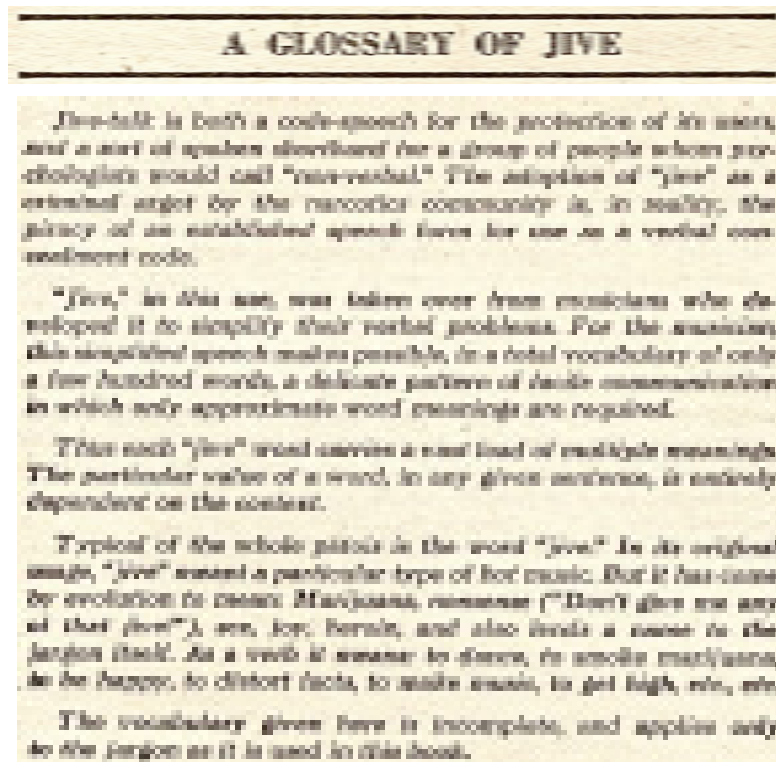 A GLOSSARY OF JIVE
Jive-talk is both a code-speech for the protection of its users
and a sort of spoken shorthand for a group of people whom psy-
chologists would call "non-verbal." The adoption of "jive" as a
criminal argot by the narcotics community is, in reality, the
piracy of an established speech form for use as a verbal con-
cealment code.
"Jive," in this use, was taken over from musicians who de-
veloped it to simplify their verbal problems. For the musician,
this simplified speech makes possible, in a total vocabulary of only
a few hundred words, a delicate pattern of communication
in which only approximate word meanings are required.
Thus each "jive" word carries a vast load of multiple meanings.
The particular value of a word, in any given sentence, is entirely
dependent on the context.
Typical of the whole patois is the word "jive." In its original
usage, "jive" meant a particular type of hot music. But it has come
by evolution to mean: Marijuana, nonsense ("Don't give me any
of that jive"), sex, joy, heroin, and also lends a name to the
jargon itself. As a verb it means: to dance, to smoke marijuana,
to be happy, to distort facts, to make music, to get high, etc., etc.
The vocabulary given here is incomplete, and applies only
to the jargon as it is used in this book.